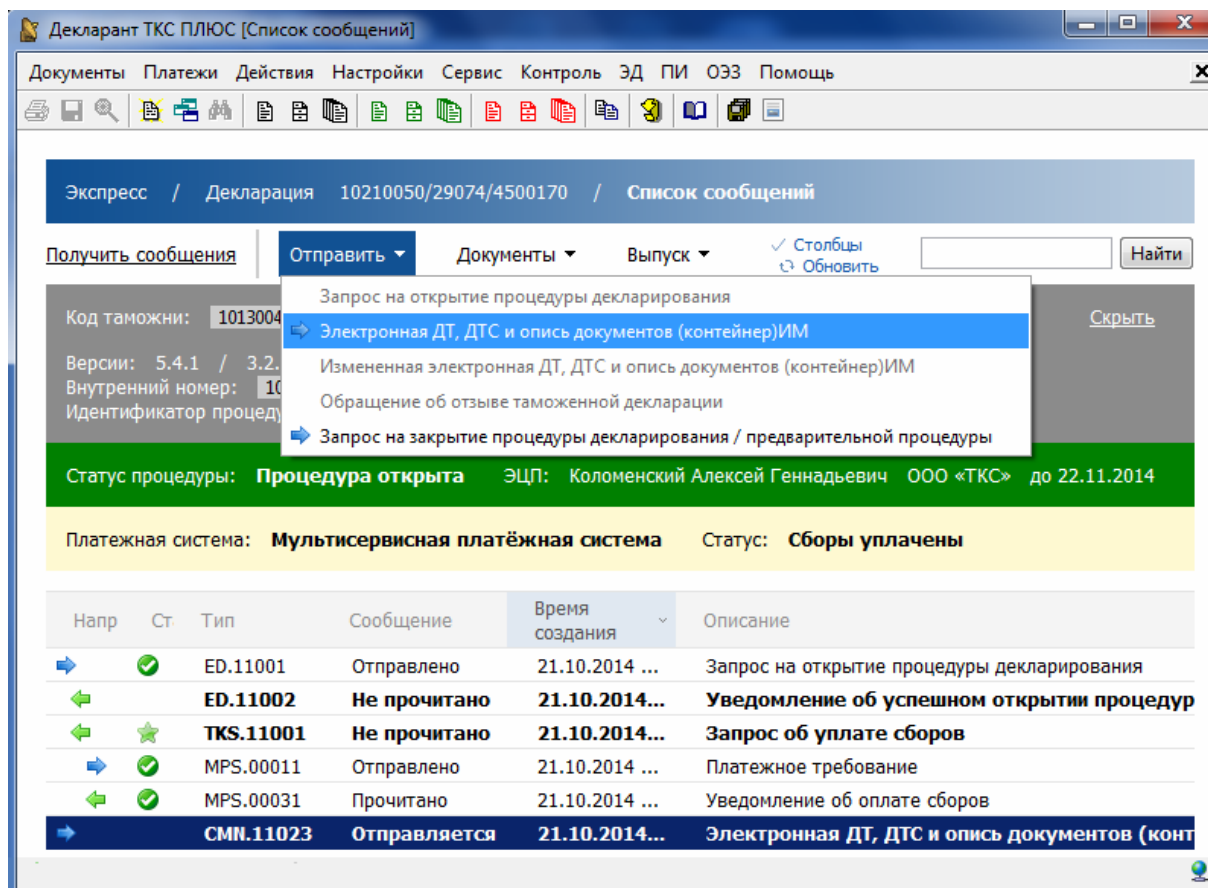 Декларант ТКС ПЛЮС [Список сообщений]
Документы Платежи Действия Настройки Сервис Контроль ЭД ПИ ОЭЗ Помощь
Экспресс / Декларация 10210050/29074/4500170 / Список сообщений
Получить сообщения Отправить Документы Выпуск Столбцы
Обновить Найти
Запрос на открытие процедуры декларирования
Код таможни: 1013004 Скрыть
Электронная ДТ, ДТС и опись документов (контейнер)ИМ
Версии: 5.4.1 / 3.2.
Измененная электронная ДТ, ДТС и опись документов (контейнер)ИМ
Внутренний номер: 10
Обращение об отзыве таможенной декларации
Идентификатор процеду
Запрос на закрытие процедуры декларирования / предварительной процедуры
Статус процедуры: Процедура открыта ЭЦП: Коломенский Алексей Геннадьевич ООО «ТКС» до 22.11.2014
Платежная система: Мультисервисная платёжная система Статус: Сборы уплачены
Напр Ст Тип Сообщение Время создания Описание
ED.11001 Отправлено 21.10.2014 ... Запрос на открытие процедуры декларирования
ED.11002 Не прочитано 21.10.2014... Уведомление об успешном открытии процедур
TKS.11001 Не прочитано 21.10.2014... Запрос об уплате сборов
MPS.00011 Отправлено 21.10.2014 ... Платежное требование
MPS.00031 Прочитано 21.10.2014 ... Уведомление об оплате сборов
CMN.11023 Отправляется 21.10.2014... Электронная ДТ, ДТС и опись документов (конт